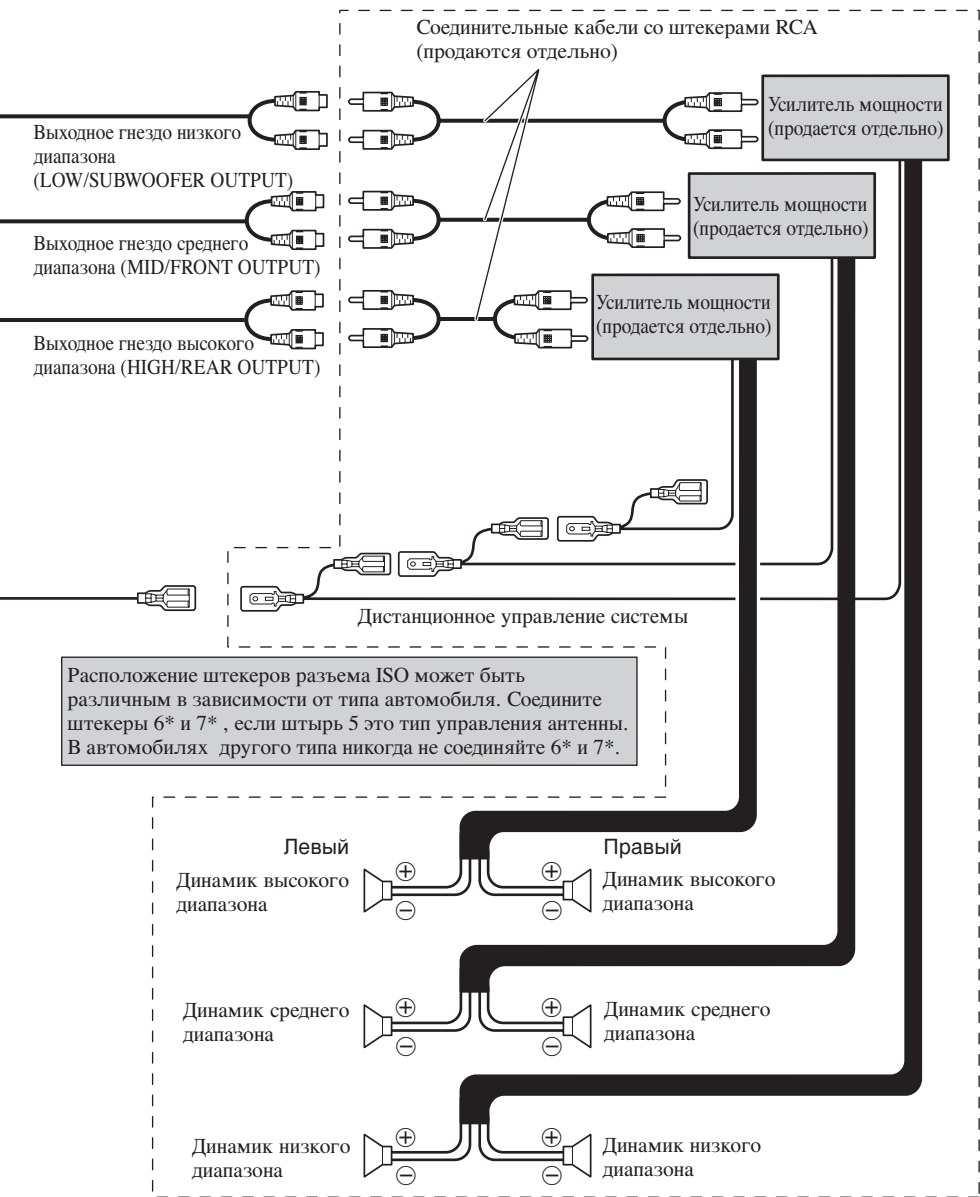 Соединительные кабели со штекерами RCA
(продаются отдельно)
Усилитель мощности
(продается отдельно)
Выходное гнездо низкого
диапазона
(LOW/SUBWOOFER OUTPUT)
Усилитель мощности
(продается отдельно)
Выходное гнездо среднего
диапазона (MID/FRONT OUTPUT)
Усилитель мощности
(продается отдельно)
Выходное гнездо высокого
диапазона (HIGH/REAR OUTPUT)
Дистанционное управление системы
Расположение штекеров разъема ISO может быть
различным в зависимости от типа автомобиля. Соедините
штекеры 6* и 7* , если штырь 5 это тип управления антенны.
В автомобилях  другого типа никогда не соединяйте 6* и 7*.
Левый
Правый
Динамик высокого
диапазона
+
−
+
−
Динамик высокого
диапазона
Динамик среднего
диапазона
+
−
+
−
Динамик среднего
диапазона
Динамик низкого
диапазона
+
−
+
−
Динамик низкого
диапазона